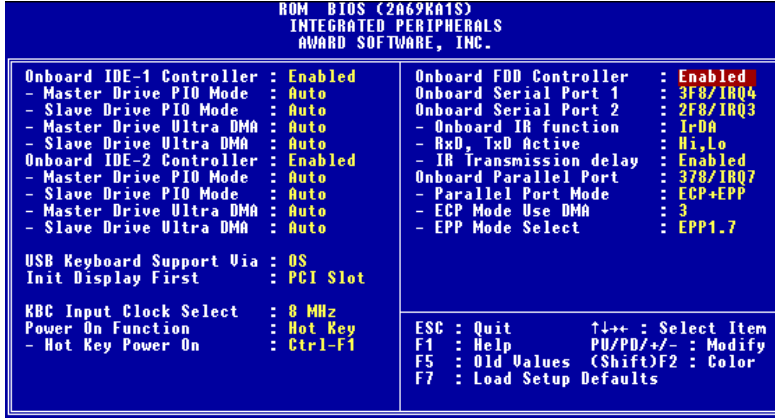 ROM BIOS (2A69KA1S)
INTEGRATED PERIPHERALS
AWARD SOFTWARE, INC.
Onboard IDE-1 Controller : Enabled
- Master Drive PIO Mode : Auto
- Slave Drive PIO Mode : Auto
- Master Drive Ultra DMA : Auto
- Slave Drive Ultra DMA : Auto
Onboard IDE-2 Controller : Enabled
- Master Drive PIO Mode : Auto
- Slave Drive PIO Mode : Auto
- Master Drive Ultra DMA : Auto
- Slave Drive Ultra DMA : Auto
USB Keyboard Support Via : OS
Init Display First : PCI Slot
KBC Input Clock Select : 8 MHz
Power On Function : Hot Key
- Hot Key Power On : Ctrl-F1
Onboard FDD Controller : Enabled
Onboard Serial Port 1 : 3F8/IRQ4
Onboard Serial Port 2 : 2F8/IRQ3
- Onboard IR function : IrDA
- RxD, TxD Active : Hi,Lo
- IR Transmission delay : Enabled
Onboard Parallel Port : 378/IRQ7
- Parallel Port Mode : ECP+EPP
- ECP Mode Use DMA : 3
- EPP Mode Select : EPP1.7
ESC : Quit ↑↓→← : Select Item
F1 : Help PU/PD/+/- : Modify
F5 : Old Values (Shift)F2 : Color
F7 : Load Setup Defaults